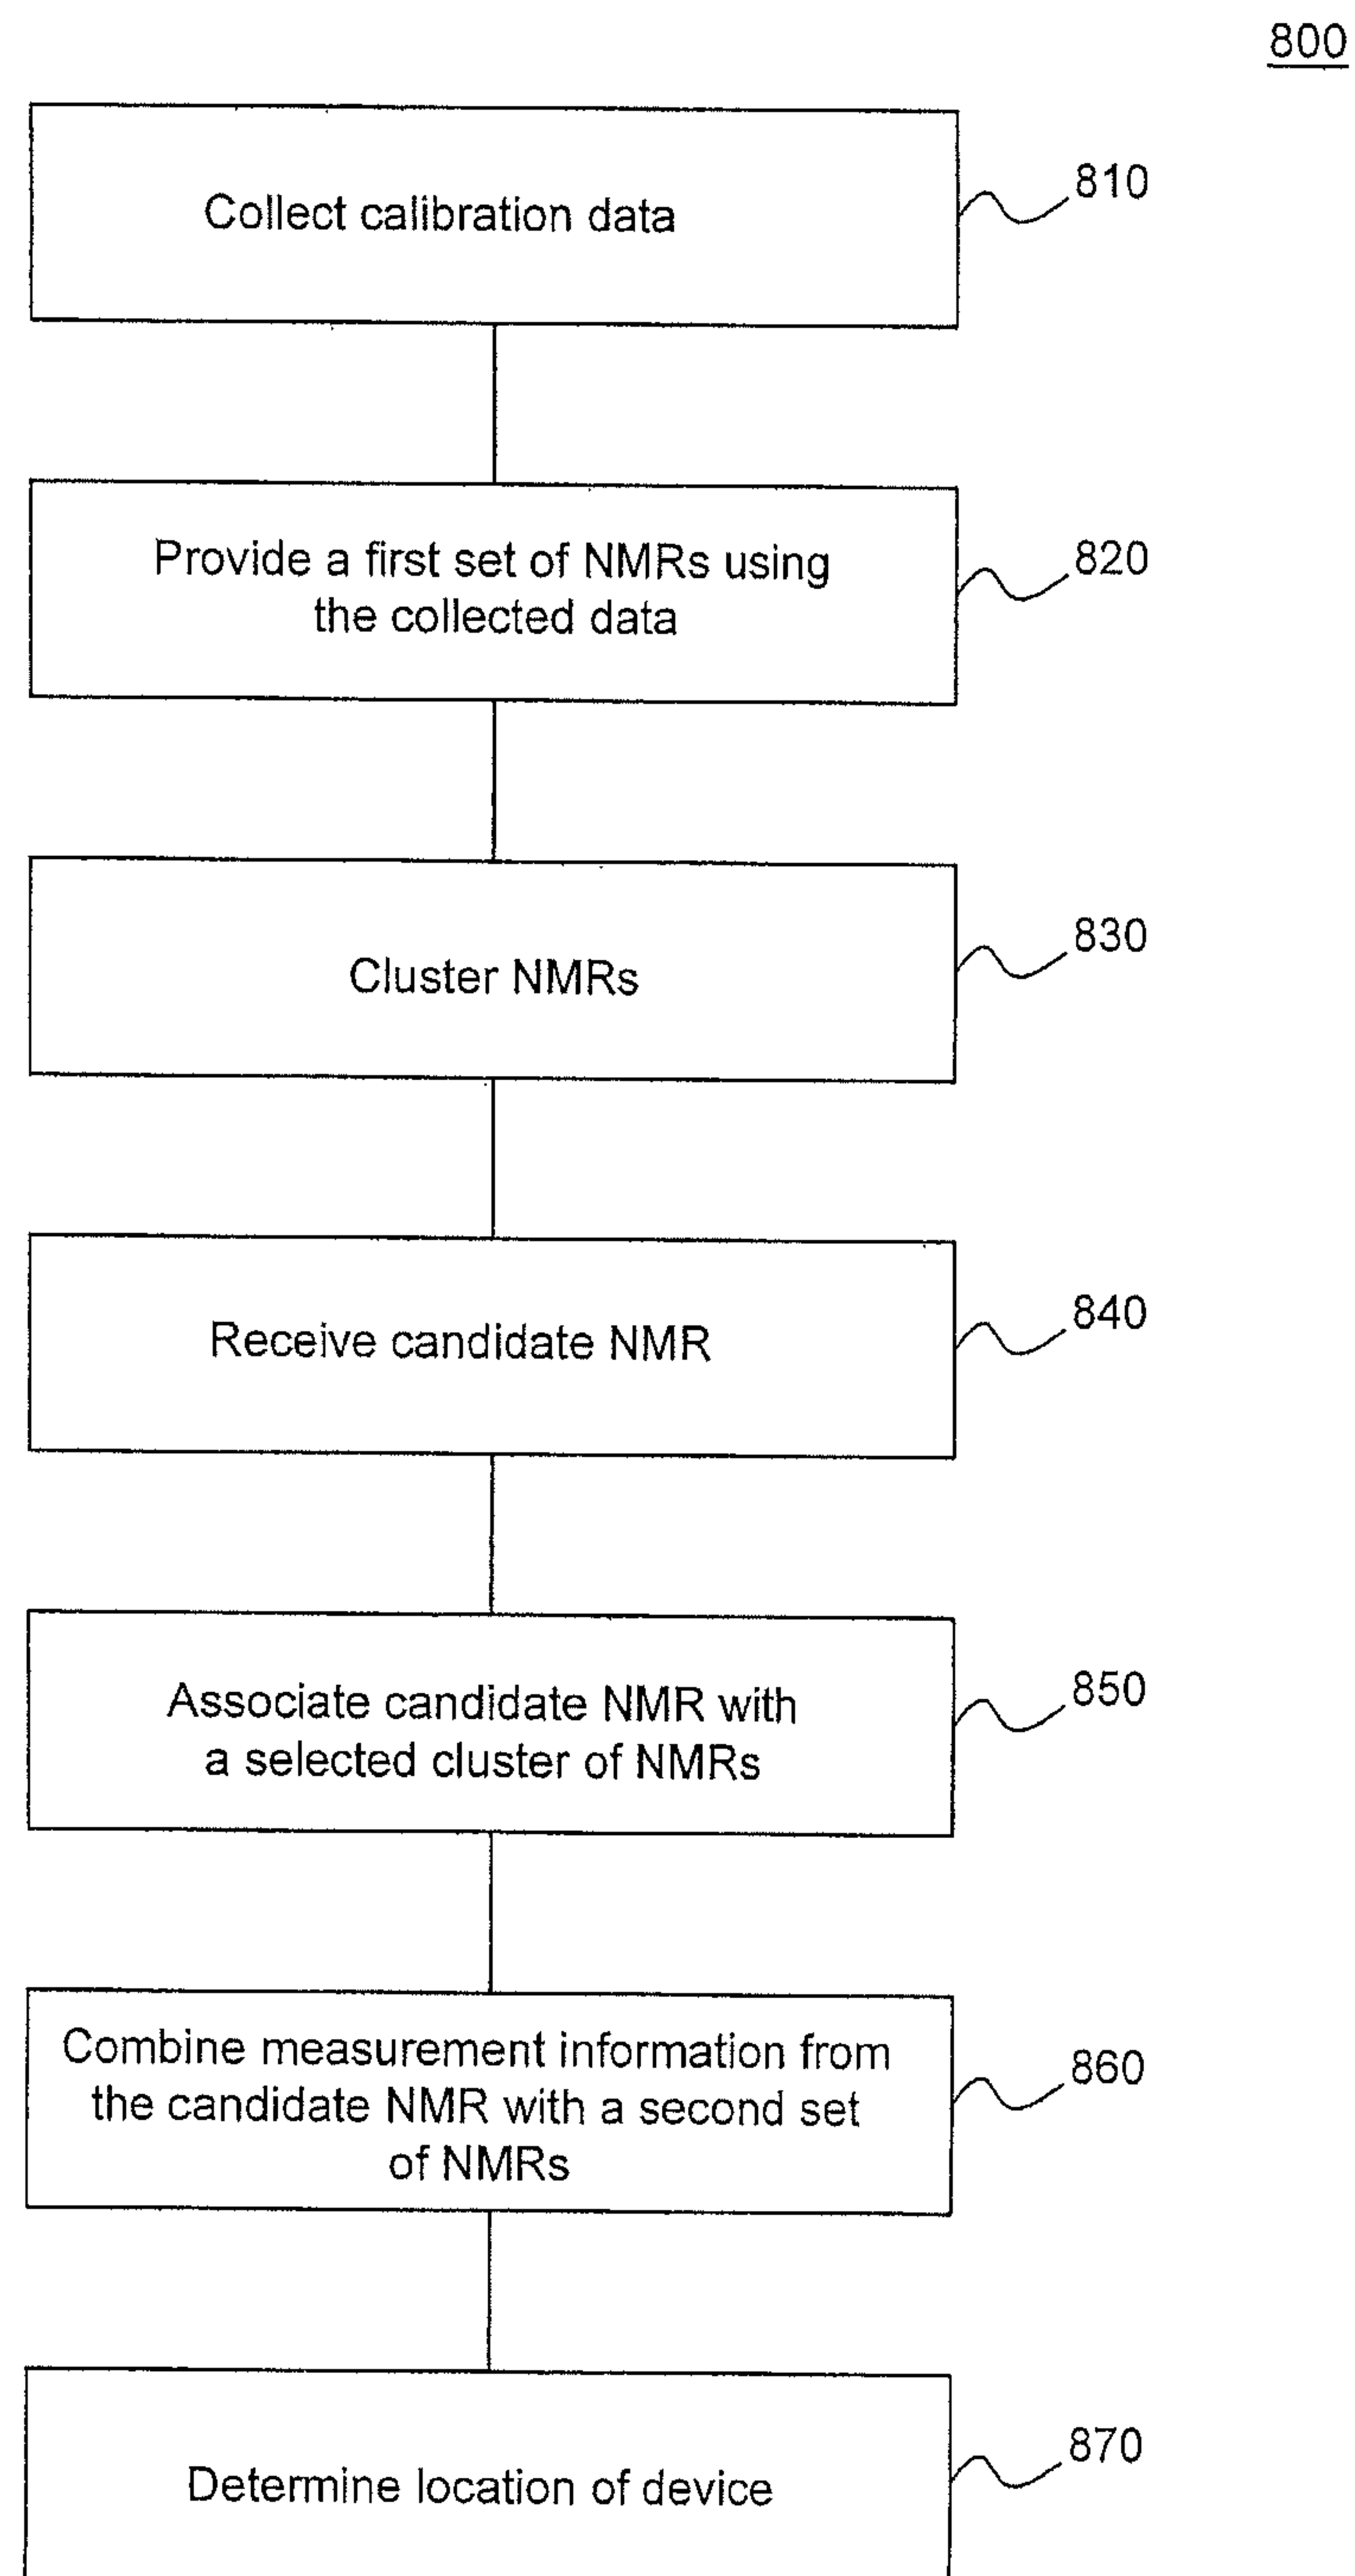 800
Collect calibration data
810
Provide a first set of NMRs using
the collected data
820
Cluster NMRs
830
Receive candidate NMR
840
Associate candidate NMR with
a selected cluster of NMRs
850
Combine measurement information from
the candidate NMR with a second set
of NMRs
860
Determine location of device
870